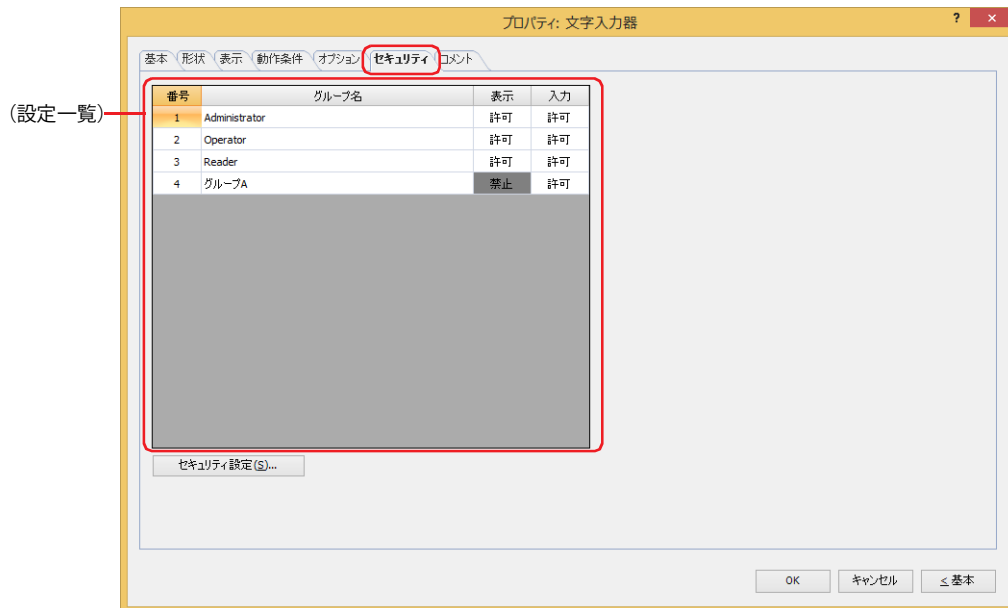 プロパティ: 文字入力器
? ×
基本 形状 表示 動作条件 オプション セキュリティ コメント
(設定一覧)
番号 グループ名 表示 入力
1 Administrator 許可 許可
2 Operator 許可 許可
3 Reader 許可 許可
4 グループA 禁止 許可
セキュリティ設定(S)...
OK キャンセル < 基本